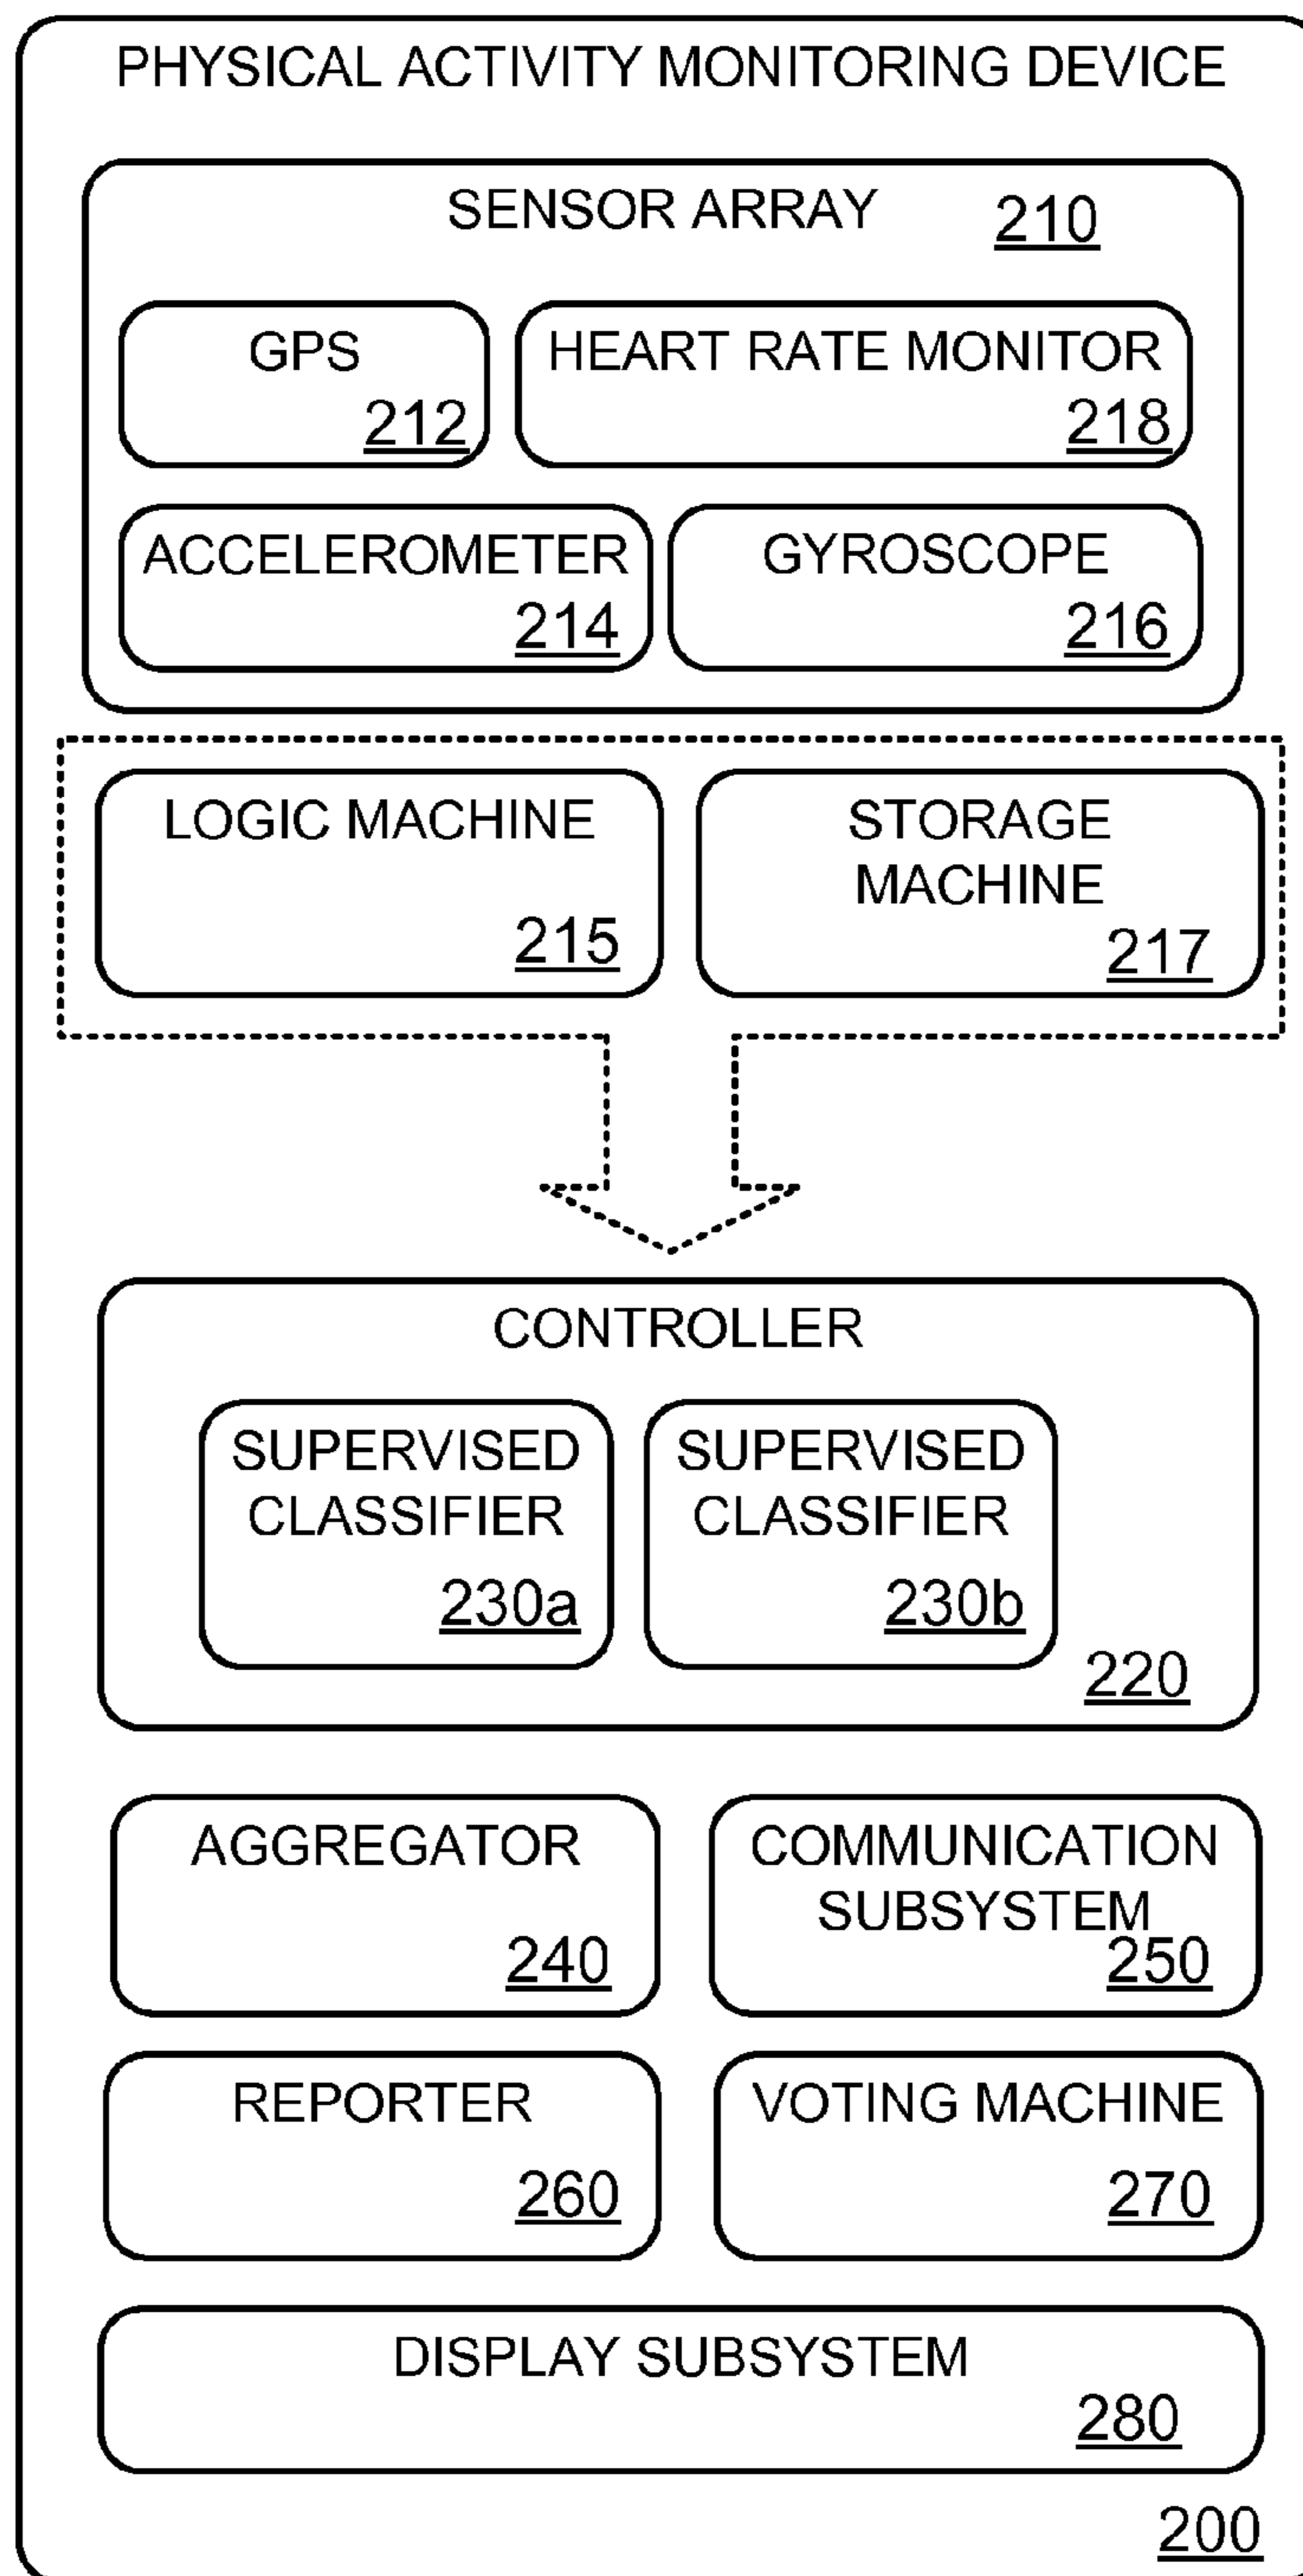 PHYSICAL ACTIVITY MONITORING DEVICE
SENSOR ARRAY 210
GPS
212
HEART RATE MONITOR
218
ACCELEROMETER
214
GYROSCOPE
216
LOGIC MACHINE
215
STORAGE
MACHINE
217
CONTROLLER
SUPERVISED
CLASSIFIER
230a
SUPERVISED
CLASSIFIER
230b
220
AGGREGATOR
240
COMMUNICATION
SUBSYSTEM
250
REPORTER
260
VOTING MACHINE
270
DISPLAY SUBSYSTEM
280
200